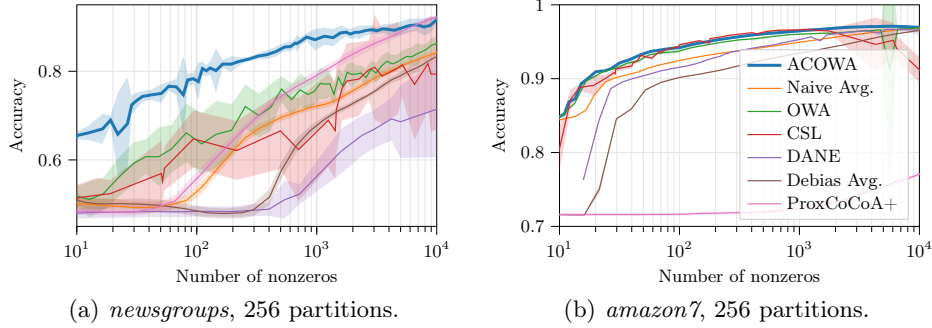 0.8
0.6
Accuracy
10^1
10^2
10^3
10^4
Number of nonzeros
(a) newsgroups, 256 partitions.
1
0.9
0.8
0.7
Accuracy
ACOWA
Naive Avg.
OWA
CSL
DANE
Debias Avg.
ProxCoCoA+
10^1
10^2
10^3
10^4
Number of nonzeros
(b) amazon7, 256 partitions.